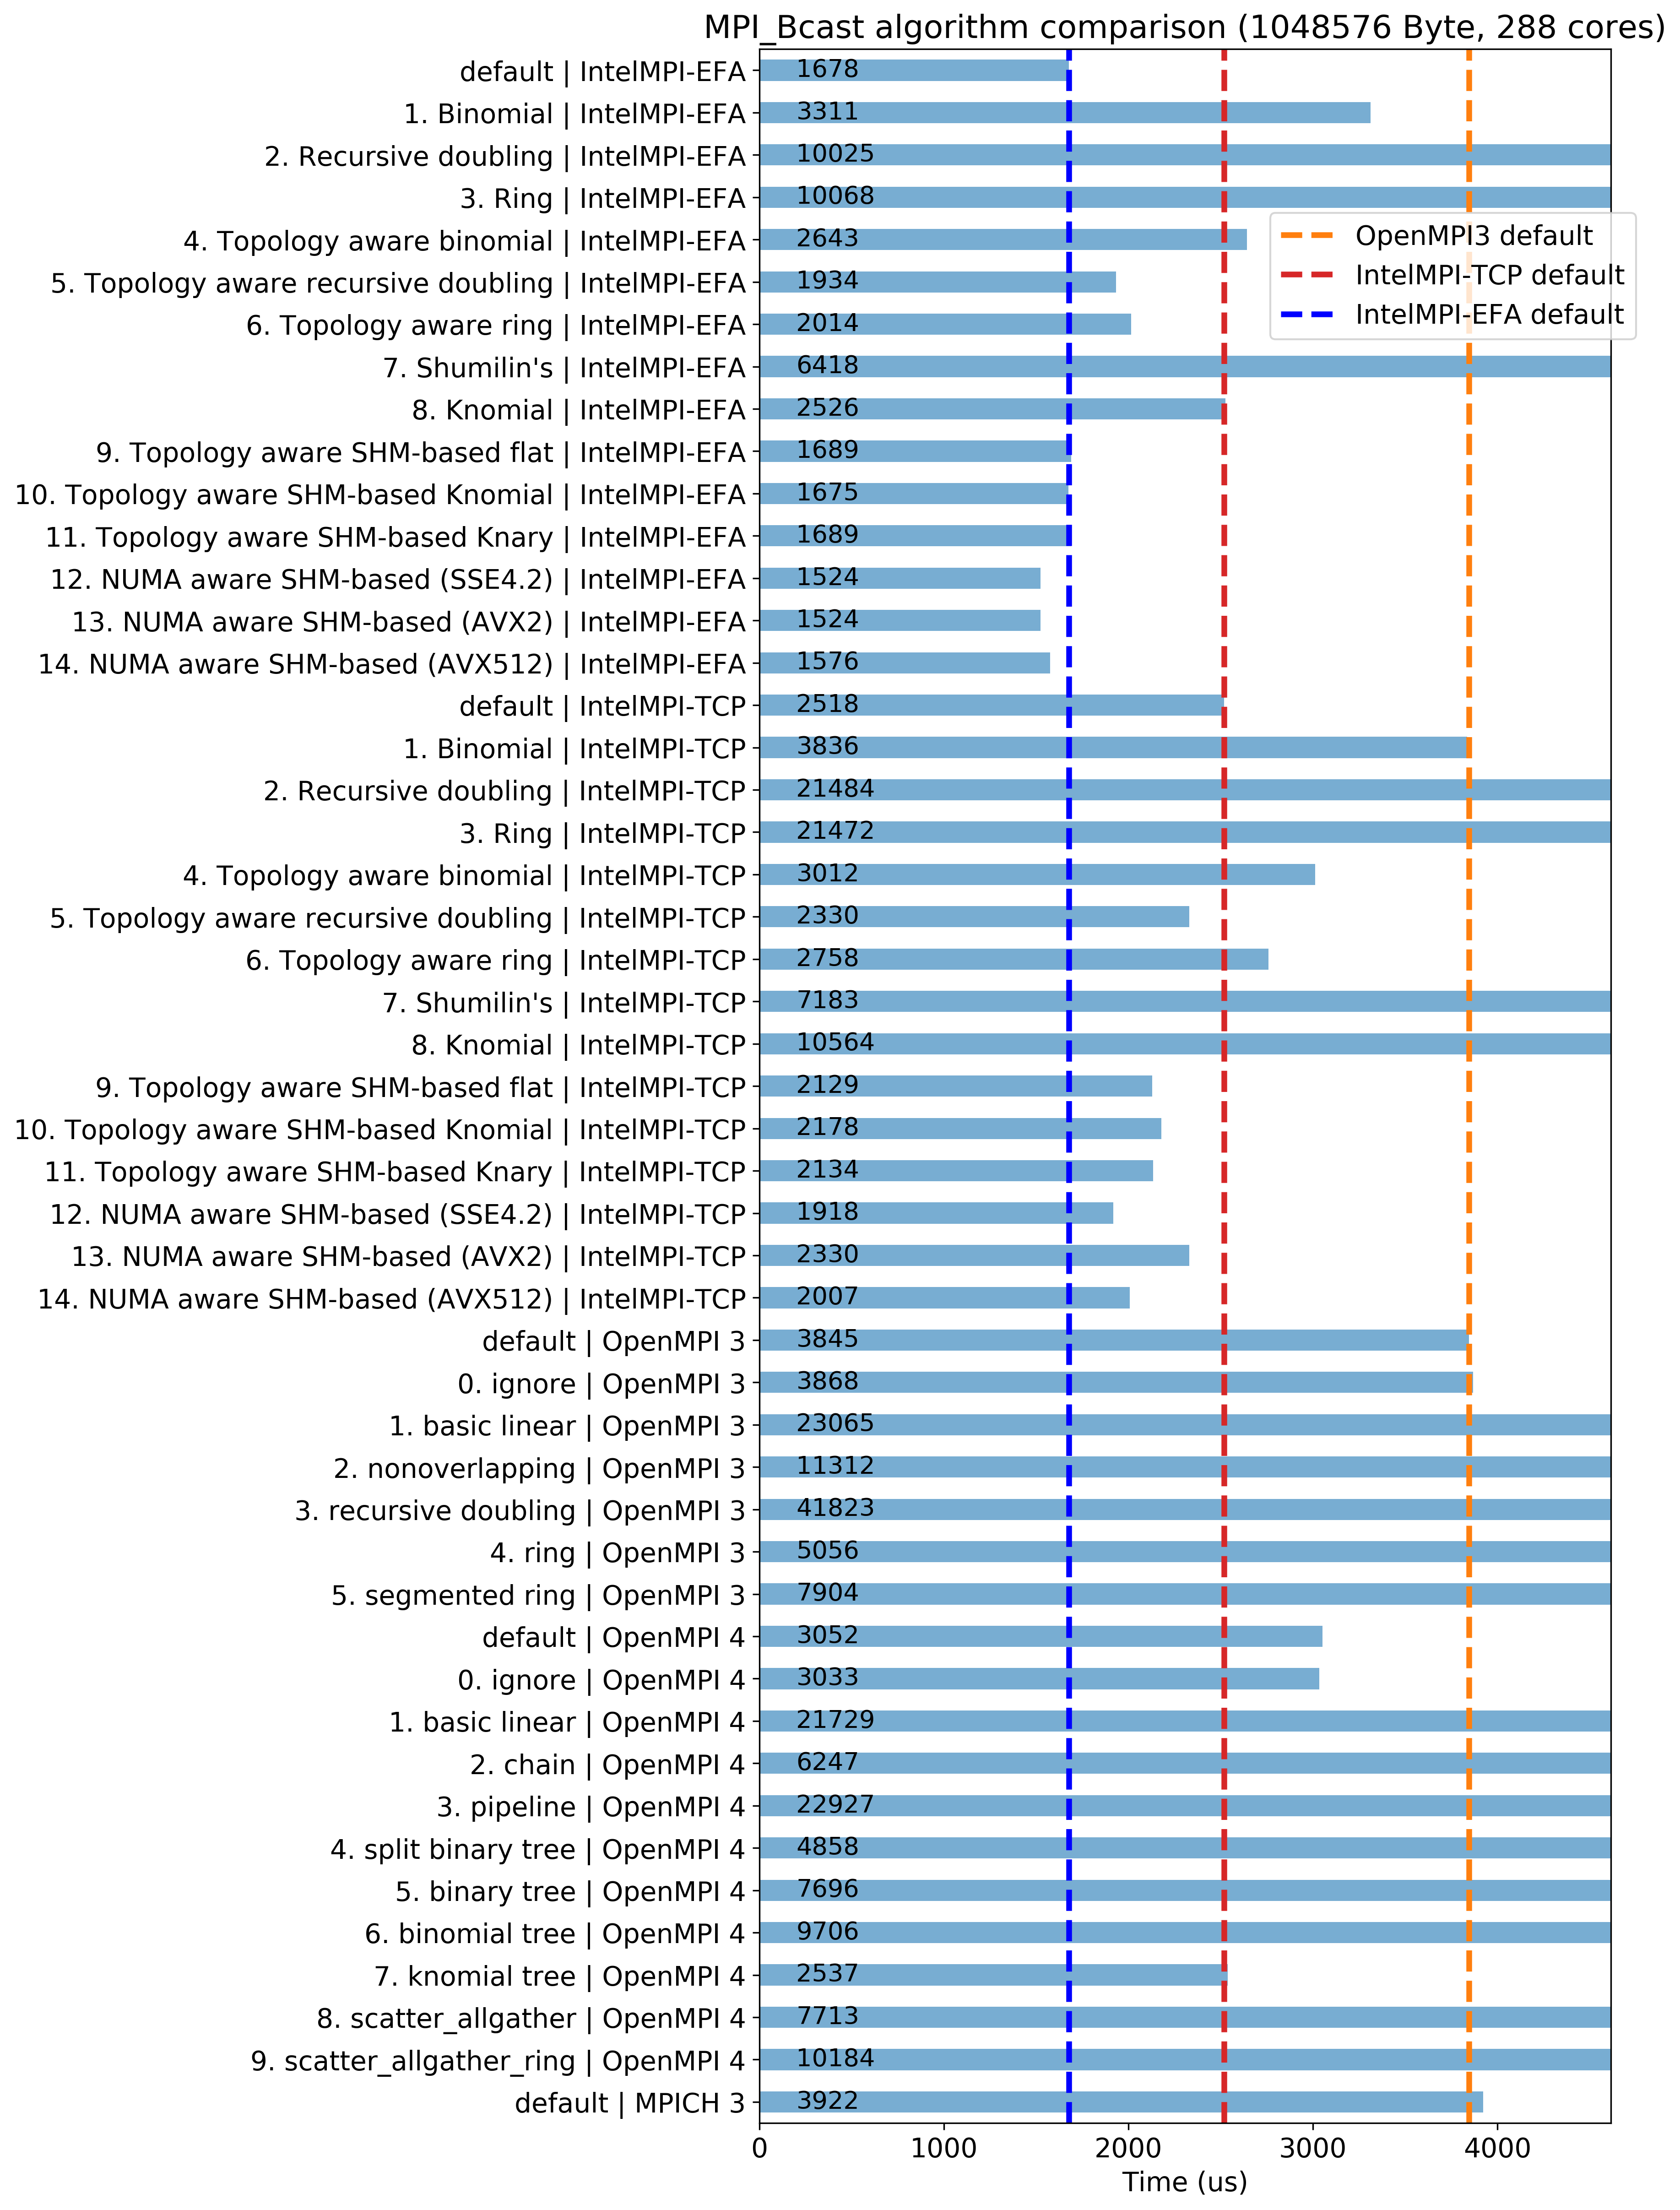 MPI_Bcast algorithm comparison (1048576 Byte, 288 cores)
default | IntelMPI-EFA 1678
1. Binomial | IntelMPI-EFA 3311
2. Recursive doubling | IntelMPI-EFA 10025
3. Ring | IntelMPI-EFA 10068
4. Topology aware binomial | IntelMPI-EFA 2643
5. Topology aware recursive doubling | IntelMPI-EFA 1934
6. Topology aware ring | IntelMPI-EFA 2014
7. Shumilin's | IntelMPI-EFA 6418
8. Knomial | IntelMPI-EFA 2526
9. Topology aware SHM-based flat | IntelMPI-EFA 1689
10. Topology aware SHM-based Knomial | IntelMPI-EFA 1675
11. Topology aware SHM-based Knary | IntelMPI-EFA 1689
12. NUMA aware SHM-based (SSE4.2) | IntelMPI-EFA 1524
13. NUMA aware SHM-based (AVX2) | IntelMPI-EFA 1524
14. NUMA aware SHM-based (AVX512) | IntelMPI-EFA 1576
default | IntelMPI-TCP 2518
1. Binomial | IntelMPI-TCP 3836
2. Recursive doubling | IntelMPI-TCP 21484
3. Ring | IntelMPI-TCP 21472
4. Topology aware binomial | IntelMPI-TCP 3012
5. Topology aware recursive doubling | IntelMPI-TCP 2330
6. Topology aware ring | IntelMPI-TCP 2758
7. Shumilin's | IntelMPI-TCP 7183
8. Knomial | IntelMPI-TCP 10564
9. Topology aware SHM-based flat | IntelMPI-TCP 2129
10. Topology aware SHM-based Knomial | IntelMPI-TCP 2178
11. Topology aware SHM-based Knary | IntelMPI-TCP 2134
12. NUMA aware SHM-based (SSE4.2) | IntelMPI-TCP 1918
13. NUMA aware SHM-based (AVX2) | IntelMPI-TCP 2330
14. NUMA aware SHM-based (AVX512) | IntelMPI-TCP 2007
default | OpenMPI 3 3845
0. ignore | OpenMPI 3 3868
1. basic linear | OpenMPI 3 23065
2. nonoverlapping | OpenMPI 3 11312
3. recursive doubling | OpenMPI 3 41823
4. ring | OpenMPI 3 5056
5. segmented ring | OpenMPI 3 7904
default | OpenMPI 4 3052
0. ignore | OpenMPI 4 3033
1. basic linear | OpenMPI 4 21729
2. chain | OpenMPI 4 6247
3. pipeline | OpenMPI 4 22927
4. split binary tree | OpenMPI 4 4858
5. binary tree | OpenMPI 4 7696
6. binomial tree | OpenMPI 4 9706
7. knomial tree | OpenMPI 4 2537
8. scatter_allgather | OpenMPI 4 7713
9. scatter_allgather_ring | OpenMPI 4 10184
default | MPICH 3 3922
OpenMPI3 default
IntelMPI-TCP default
IntelMPI-EFA default
0 1000 2000 3000 4000
Time (us)